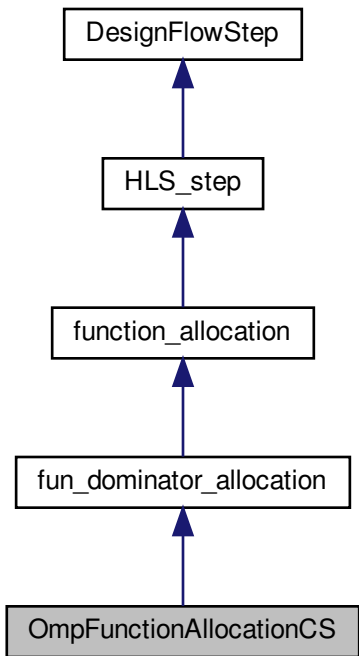 DesignFlowStep
HLS_step
function_allocation
fun_dominator_allocation
OmpFunctionAllocationCS